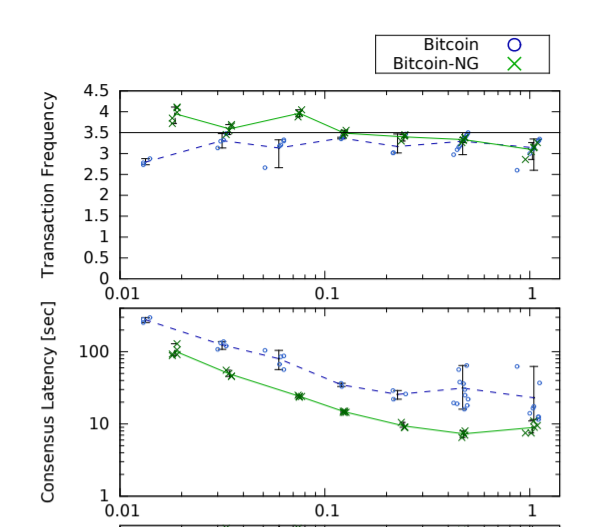 Bitcoin
Bitcoin-NG
Transaction Frequency
4.5
4
3.5
3
2.5
2
1.5
1
0.5
0
0.01 0.1 1
Consensus Latency [sec]
100
10
1
0.01 0.1 1